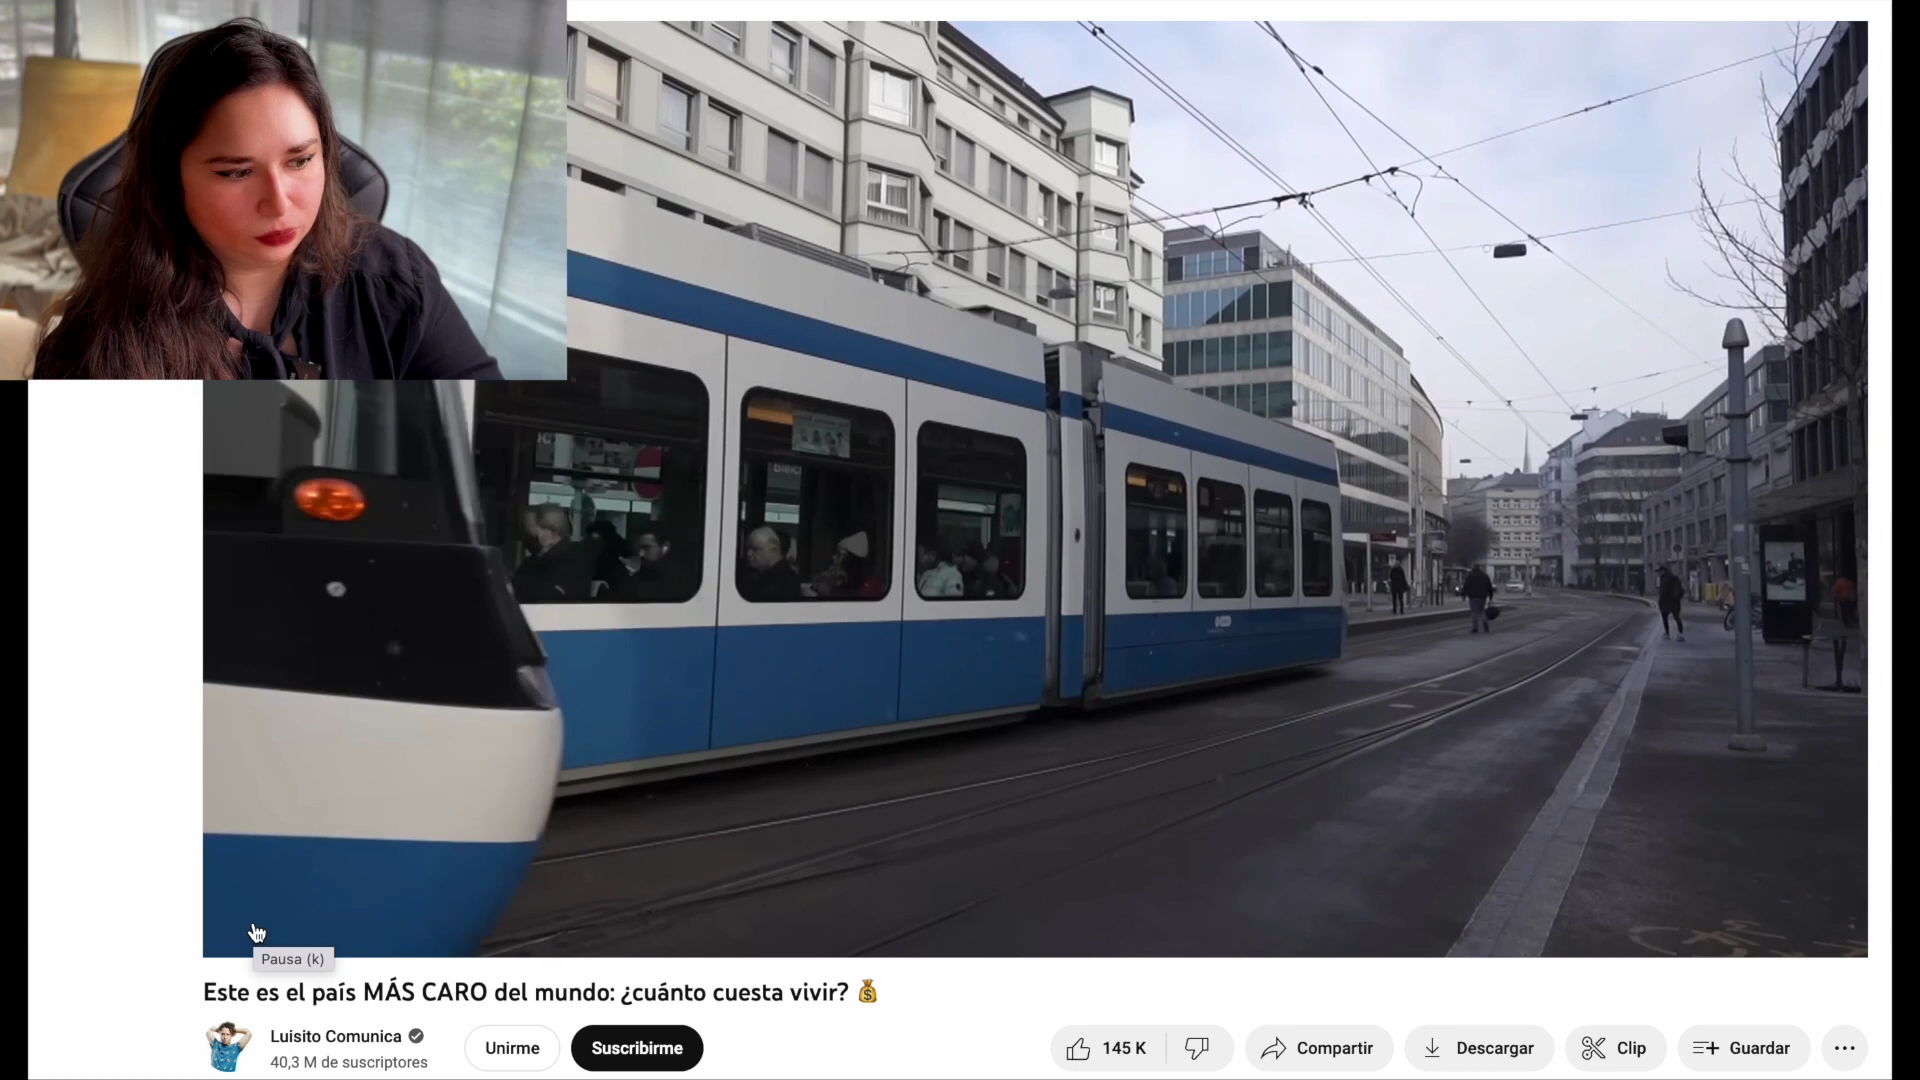 Pausa (k)
Este es el país MÁS CARO del mundo: ¿cuánto cuesta vivir? 💰
Luisito Comunica
40,3 M de suscriptores
Unirme
Suscribirme
145 K
Compartir
Descargar
Clip
Guardar